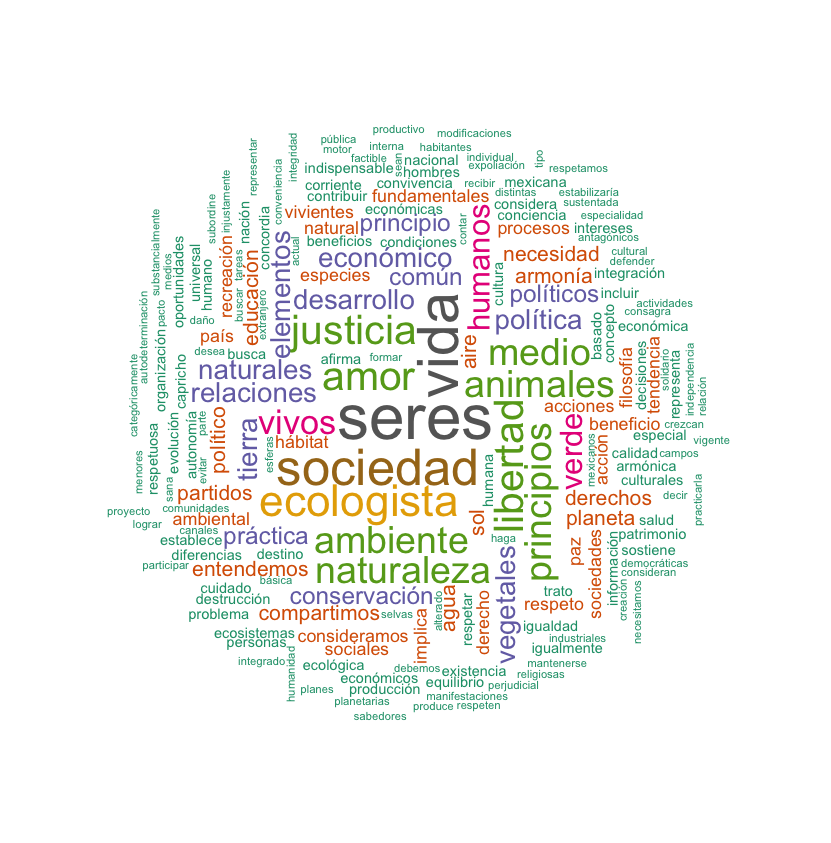 productivo
modificaciones
pública
motor
interna
habitantes
factible
sean
nacional
individual
expoliación
tipo
respetamos
integridad
representar
indispensable
hombres
corriente
convivencia
recibir
mexicana
distintas
estabilizaría
contribuir
fundamentales
considera
sustentada
conveniencia
vivientes
económicas
conciencia
especialidad
natural
principio
procesos
intereses
antagónicos
beneficios
condiciones
contar
humanos
necesidad
cultural
defender
integración
injustamente
subordine
nación
concordia
elementos
actual
económico
común
especies
cultura
armonía
incluir
actividades
desarrollo
políticos
consagra
substancialmente
medios
oportunidades
universal
humano
recreación
tareas
buscar
educación
extranjero
justicia
vida
política
basado
concepto
económica
autodeterminación
pacto
daño
país
organización
desea
busca
afirma
formar
aire
medio
filosofía
decisiones
tendencia
solidario
representa
independencia
relación
capricho
naturales
amor
animales
relaciones
acciones
crezcan
categóricamente
respetuosa
evolución
autonomía
parte
político
vivos
seres
libertad
verde
beneficio
especial
vigente
menores
sana
evitar
tierra
esferas
hábitat
sociedad
humana
principios
mexicanos
acción
calidad
campos
armónica
culturales
decir
practicarla
partidos
ecologista
derechos
proyecto
comunidades
lograr
ambiental
canales
sol
planeta
salud
establece
práctica
ambiente
haga
paz
patrimonio
participar
diferencias
destino
vegetales
sociedades
información
sostiene
democráticas
consideran
entendemos
básica
naturaleza
trato
creación
necesitamos
cuidado
destrucción
conservación
agua
derecho
respeto
problema
compartimos
selvas
alterado
respetar
igualdad
ecosistemas
personas
consideramos
implica
industriales
igualmente
sociales
integrado
humanidad
ecológica
debemos
existencia
mantenerse
religiosas
económicos
equilibrio
perjudicial
planes
producción
planetarias
manifestaciones
produce
respeten
sabedores